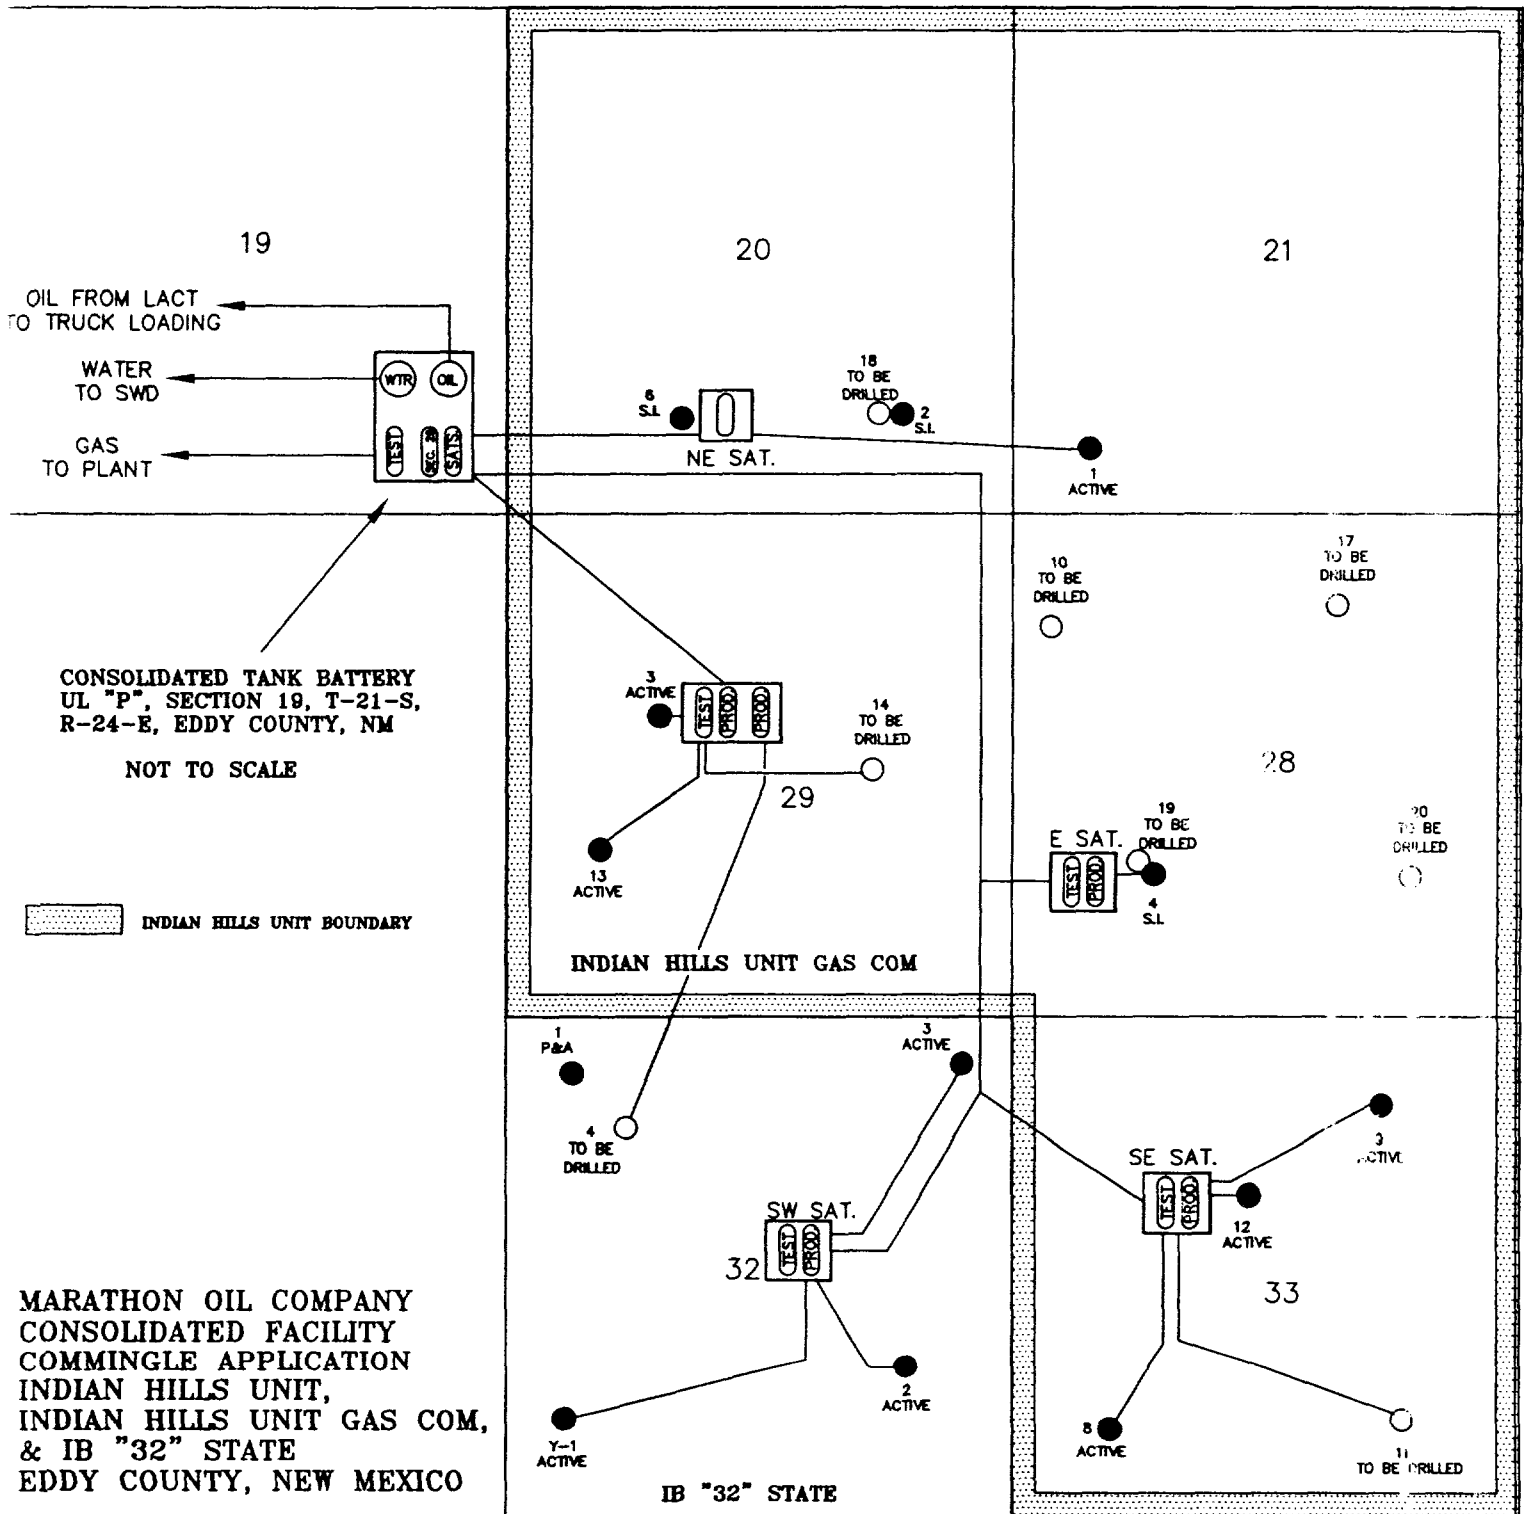 19
20
21
OIL FROM LACT
TO TRUCK LOADING
WATER
TO SWD
GAS
TO PLANT
WTR
OIL
TEST
SEC. 29
SATS.
6
S.I.
NE SAT.
18
TO BE
DRILLED
2
S.I.
1
ACTIVE
10
TO BE
DRILLED
17
TO BE
DRILLED
CONSOLIDATED TANK BATTERY
UL "P", SECTION 19, T-21-S,
R-24-E, EDDY COUNTY, NM
NOT TO SCALE
3
ACTIVE
TEST
PROD
PROD
14
TO BE
DRILLED
29
28
13
ACTIVE
E SAT.
TEST
PROD
19
TO BE
DRILLED
4
S.I.
20
TO BE
DRILLED
INDIAN HILLS UNIT BOUNDARY
INDIAN HILLS UNIT GAS COM
1
P&A
3
ACTIVE
4
TO BE
DRILLED
SW SAT.
TEST
PROD
32
SE SAT.
TEST
PROD
ACTIVE
12
ACTIVE
33
2
ACTIVE
Y-1
ACTIVE
8
ACTIVE
11
TO BE DRILLED
IB "32" STATE
MARATHON OIL COMPANY
CONSOLIDATED FACILITY
COMMINGLE APPLICATION
INDIAN HILLS UNIT,
INDIAN HILLS UNIT GAS COM,
& IB "32" STATE
EDDY COUNTY, NEW MEXICO